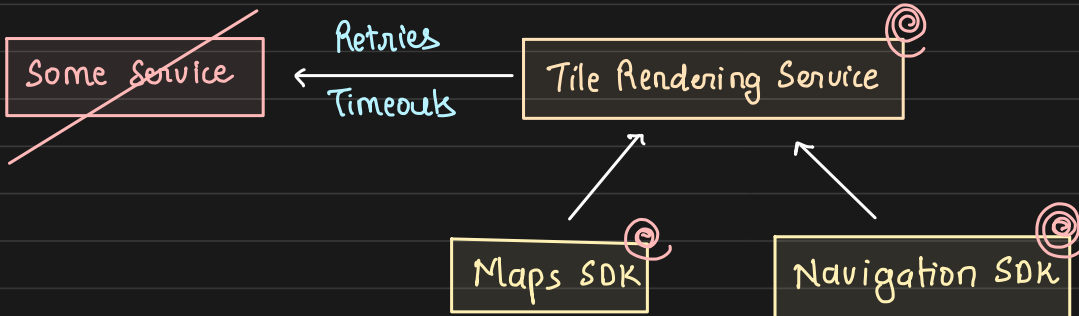 Retries
Some Service
Tile Rendering Service
Timeouts
Maps SDK
Navigation SDK